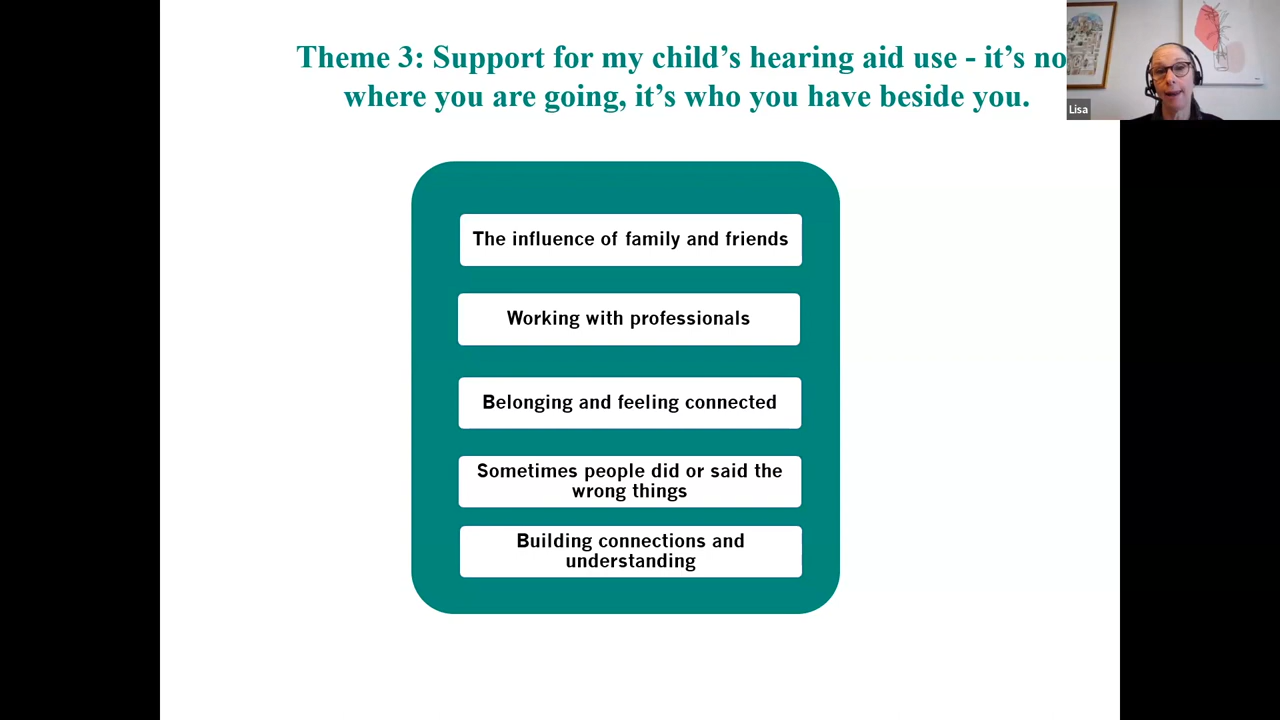 Theme 3: Support for my child's hearing aid use - it's no
where you are going, it's who you have beside you.
Lisa
The influence of family and friends
Working with professionals
Belonging and feeling connected
Sometimes people did or said the
wrong things
Building connections and
understanding